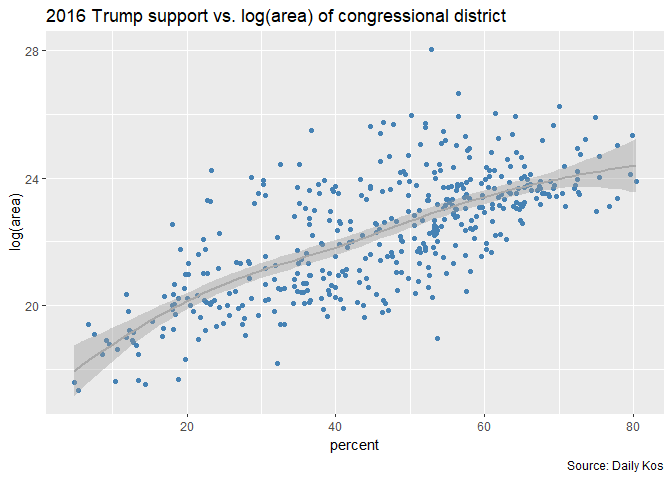 2016 Trump support vs. log(area) of congressional district
28
24
20
log(area)
20
40
60
80
percent
Source: Daily Kos